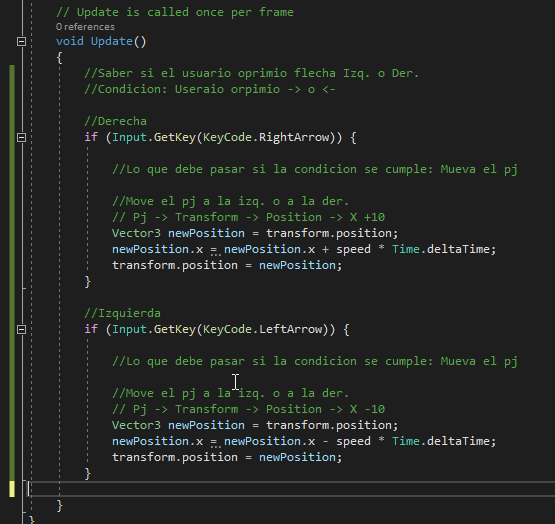 // Update is called once per frame
0 references
void Update()
{
//Saber si el usuario oprimio flecha Izq. o Der.
//Condicion: Useraio orpimio -> o <-
//Derecha
if (Input.GetKey(KeyCode.RightArrow)) {
//Lo que debe pasar si la condicion se cumple: Mueva el pj
//Move el pj a la izq. o a la der.
// Pj -> Transform -> Position -> X +10
Vector3 newPosition = transform.position;
newPosition.x = newPosition.x + speed * Time.deltaTime;
transform.position = newPosition;
}
//Izquierda
if (Input.GetKey(KeyCode.LeftArrow)) {
//Lo que debe pasar si la condicion se cumple: Mueva el pj
//Move el pj a la izq. o a la der.
// Pj -> Transform -> Position -> X -10
Vector3 newPosition = transform.position;
newPosition.x = newPosition.x - speed * Time.deltaTime;
transform.position = newPosition;
}
}
}